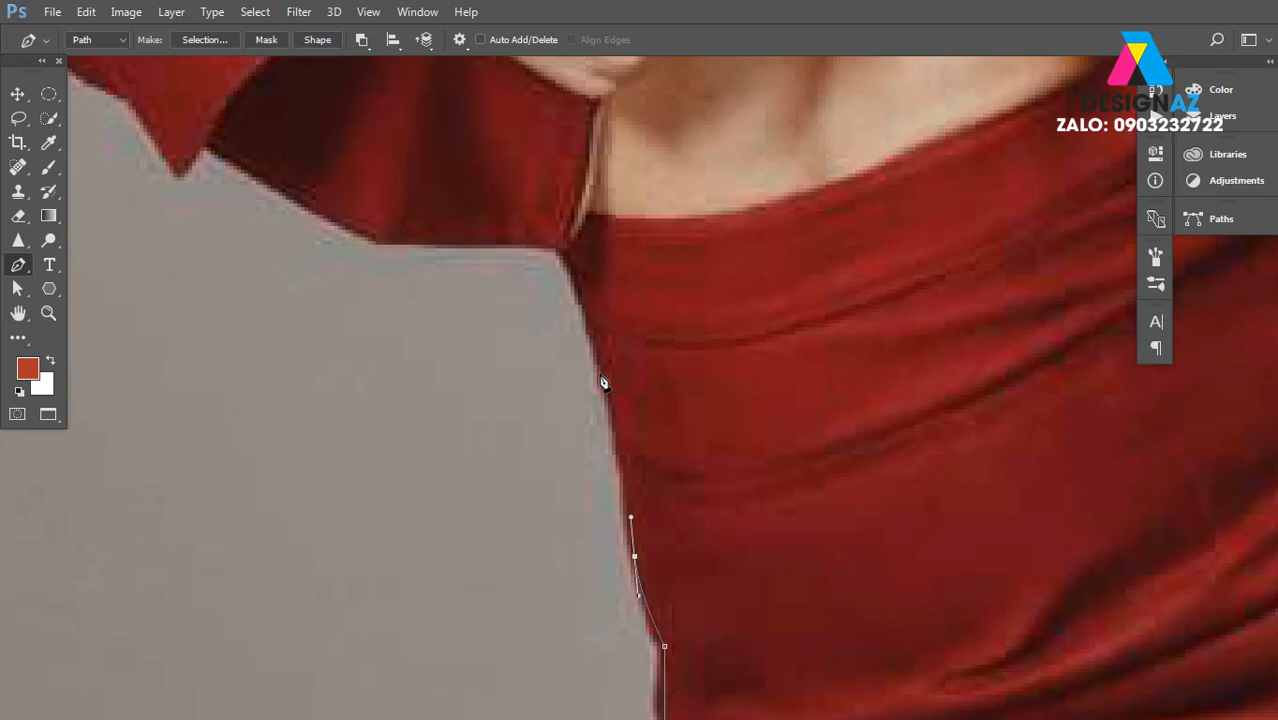 Ps File Edit Image Layer Type Select Filter 3D View Window Help
Path Make: Selection... Mask Shape Auto Add/Delete Align Edges
Color
DESIGNAZ
Layers
ZALO: 0903232722
Libraries
Adjustments
Paths
T
A